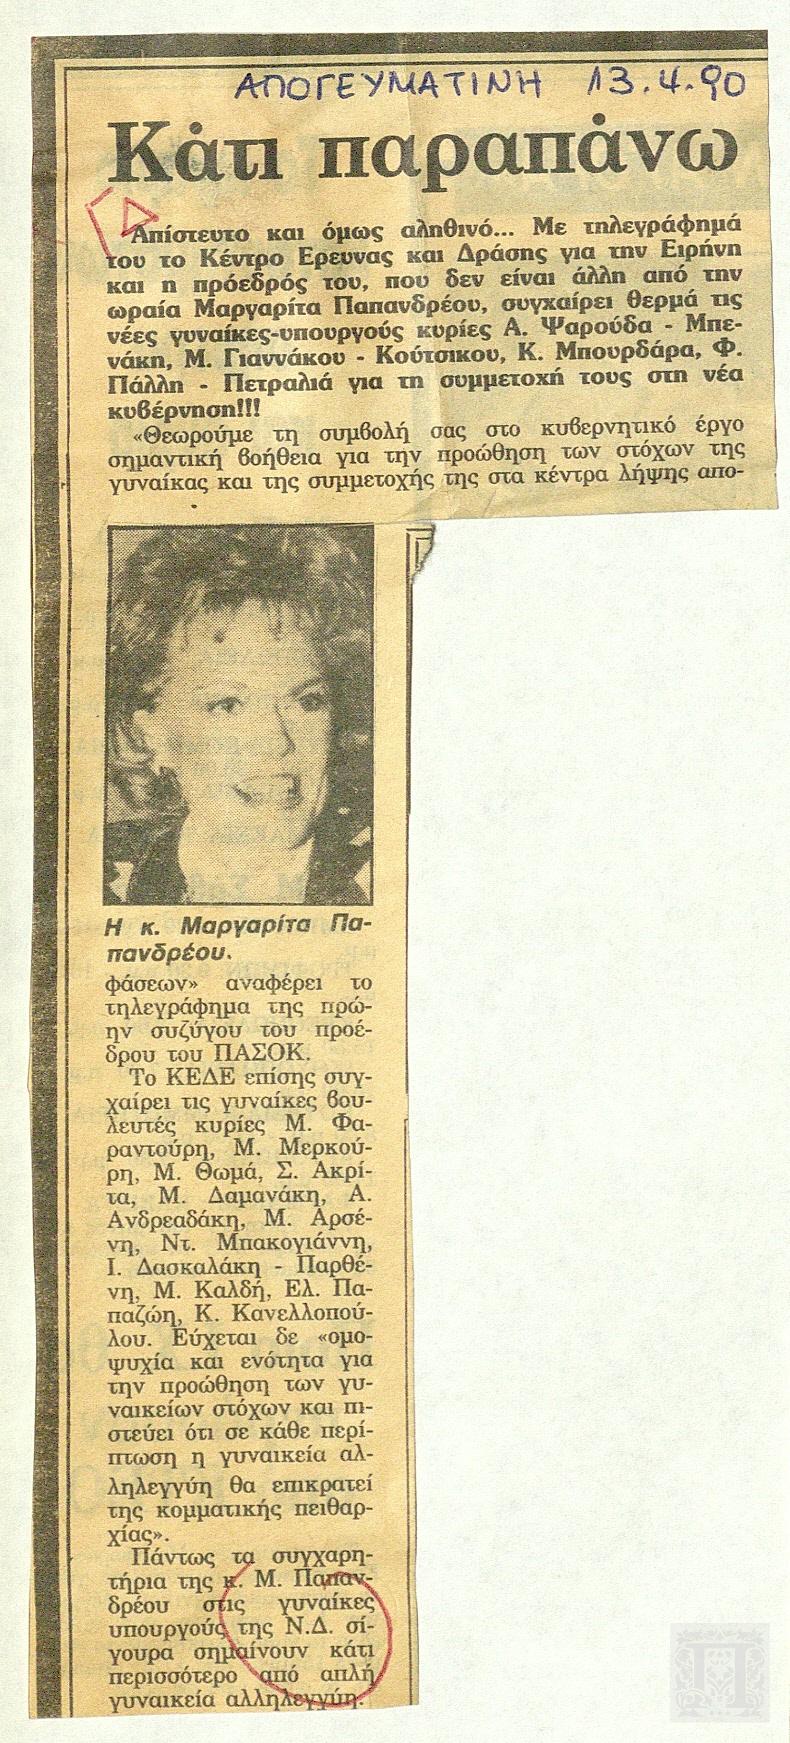 ΑΠΟΓΕΥΜΑΤΙΝΗ 13.4.90
Κάτι παραπάνω
Απίστευτο και όμως αληθινό... Με τηλεγράφημά
του το Κέντρο Ερευνας και Δράσης για την Ειρήνη
και η πρόεδρός του, που δεν είναι άλλη από την
ωραία Μαργαρίτα Παπανδρέου, συγχαίρει θερμά τις
νέες γυναίκες-υπουργούς κυρίες Α. Ψαρούδα - Μπε-
νάκη, Μ. Γιαννάκου - Κούτσικου, Κ. Μπουρδάρα, Φ.
Πάλλη - Πετραλιά για τη συμμετοχή τους στη νέα
κυβέρνηση!!!
«Θεωρούμε τη συμβολή σας στο κυβερνητικό έργο
σημαντική βοήθεια για την προώθηση των στόχων της
γυναίκας και της συμμετοχής της στα κέντρα λήψης απο-
Η κ. Μαργαρίτα Πα-
πανδρέου.
φάσεων» αναφέρει το
τηλεγράφημα της πρώ-
ην συζύγου του προέ-
δρου του ΠΑΣΟΚ.
Το ΚΕΔΕ επίσης συγ-
χαίρει τις γυναίκες βου-
λευτές κυρίες Μ. Φα-
ραντούρη, Μ. Μερκού-
ρη, Μ. Θωμά, Σ. Ακρί-
τα, Μ. Δαμανάκη, Α.
Ανδρεαδάκη, Μ. Αρσέ-
νη, Ντ. Μπακογιάννη,
Ι. Δασκαλάκη - Παρθέ-
νη, Μ. Καλδή, Ελ. Πα-
παζώη, Κ. Κανελλοπού-
λου. Εύχεται δε «ομο-
ψυχία και ενότητα για
την προώθηση των γυ-
ναικείων στόχων και πι-
στεύει ότι σε κάθε περί-
πτωση η γυναικεία αλ-
ληλεγγύη θα επικρατεί
της κομματικής πειθαρ-
χίας».
Πάντως τα συγχαρη-
τήρια της κ. Μ. Παπαν-
δρέου στις γυναίκες
υπουργούς της Ν.Δ. σί-
γουρα σημαίνουν κάτι
περισσότερο από απλή
γυναικεία αλληλεγγύη.